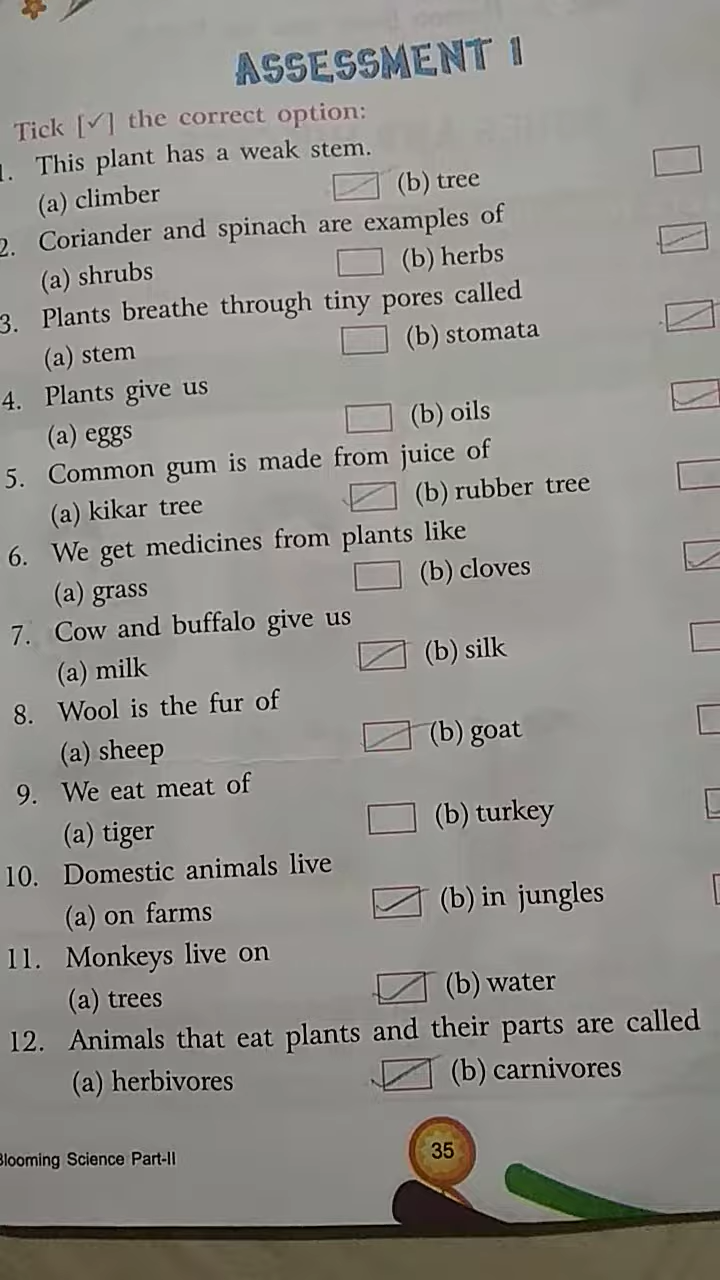 ASSESSMENT 1
Tick [✓] the correct option:
1. This plant has a weak stem.
(a) climber (b) tree
2. Coriander and spinach are examples of
(a) shrubs (b) herbs
3. Plants breathe through tiny pores called
(a) stem (b) stomata
4. Plants give us
(a) eggs (b) oils
5. Common gum is made from juice of
(a) kikar tree (b) rubber tree
6. We get medicines from plants like
(a) grass (b) cloves
7. Cow and buffalo give us
(a) milk (b) silk
8. Wool is the fur of
(a) sheep (b) goat
9. We eat meat of
(a) tiger (b) turkey
10. Domestic animals live
(a) on farms (b) in jungles
11. Monkeys live on
(a) trees (b) water
12. Animals that eat plants and their parts are called
(a) herbivores (b) carnivores
Blooming Science Part-II 35